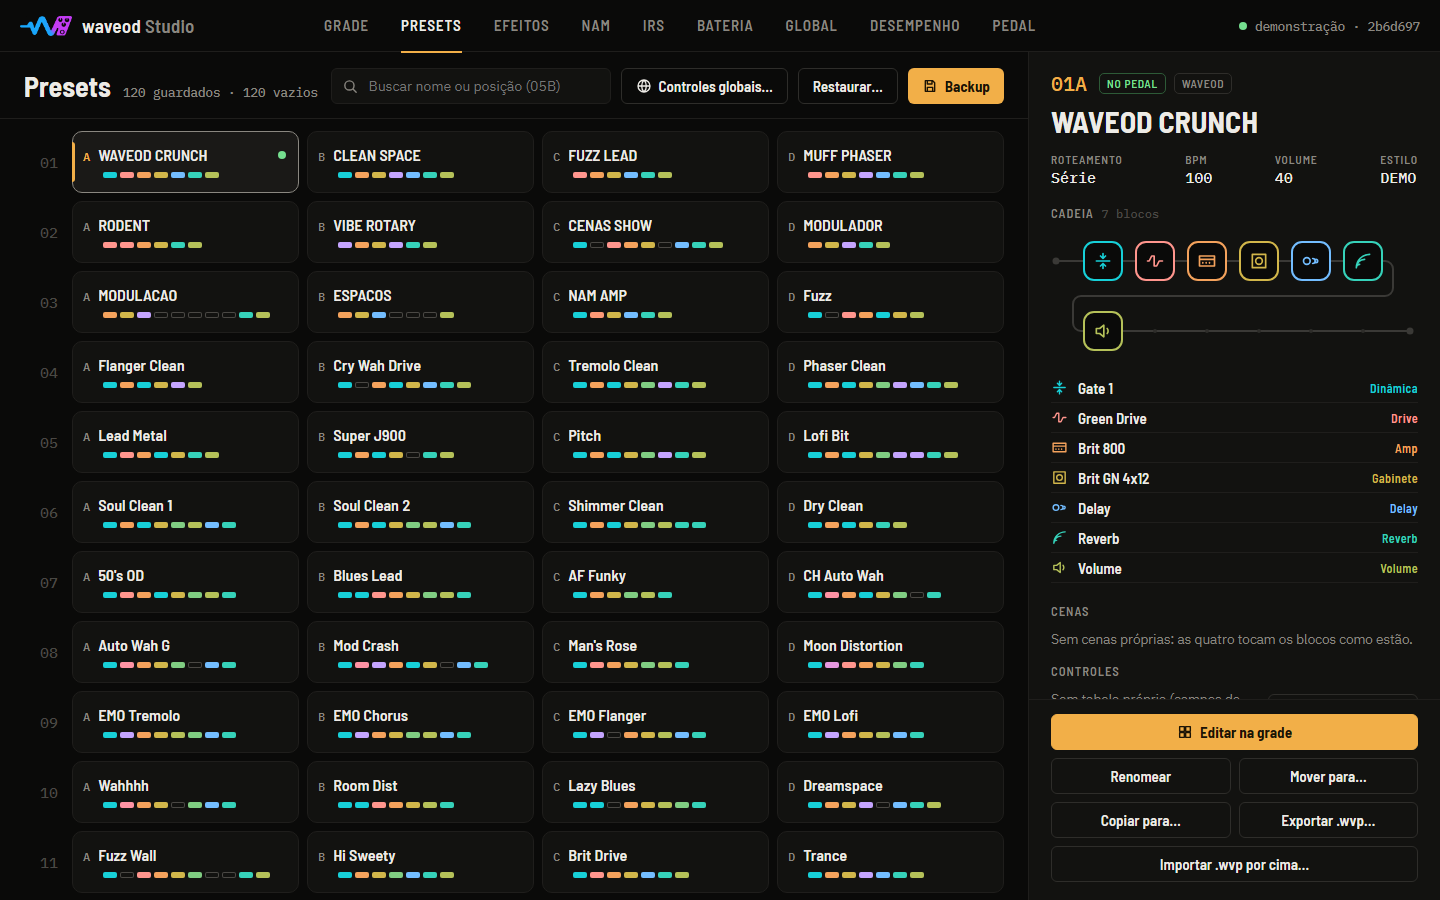 waveod Studio
GRADE PRESETS EFEITOS NAM IRS BATERIA GLOBAL DESEMPENHO PEDAL
demonstração · 2b6d697
Presets 120 guardados · 120 vazios
Buscar nome ou posição (05B)
Controles globais...
Restaurar...
Backup
01 A WAVEOD CRUNCH B CLEAN SPACE C FUZZ LEAD D MUFF PHASER
02 A RODENT B VIBE ROTARY C CENAS SHOW D MODULADOR
03 A MODULACAO B ESPACOS C NAM AMP D Fuzz
04 A Flanger Clean B Cry Wah Drive C Tremolo Clean D Phaser Clean
05 A Lead Metal B Super J900 C Pitch D Lofi Bit
06 A Soul Clean 1 B Soul Clean 2 C Shimmer Clean D Dry Clean
07 A 50's OD B Blues Lead C AF Funky D CH Auto Wah
08 A Auto Wah G B Mod Crash C Man's Rose D Moon Distortion
09 A EMO Tremolo B EMO Chorus C EMO Flanger D EMO Lofi
10 A Wahhhh B Room Dist C Lazy Blues D Dreamspace
11 A Fuzz Wall B Hi Sweety C Brit Drive D Trance
01A NO PEDAL WAVEOD
WAVEOD CRUNCH
ROTEAMENTO BPM VOLUME ESTILO
Série 100 40 DEMO
CADEIA 7 blocos
Gate 1 Dinâmica
Green Drive Drive
Brit 800 Amp
Brit GN 4x12 Gabinete
Delay Delay
Reverb Reverb
Volume Volume
CENAS
Sem cenas próprias: as quatro tocam os blocos como estão.
CONTROLES
Sem tabela própria (campos de
Editar na grade
Renomear Mover para...
Copiar para... Exportar .wvp...
Importar .wvp por cima...